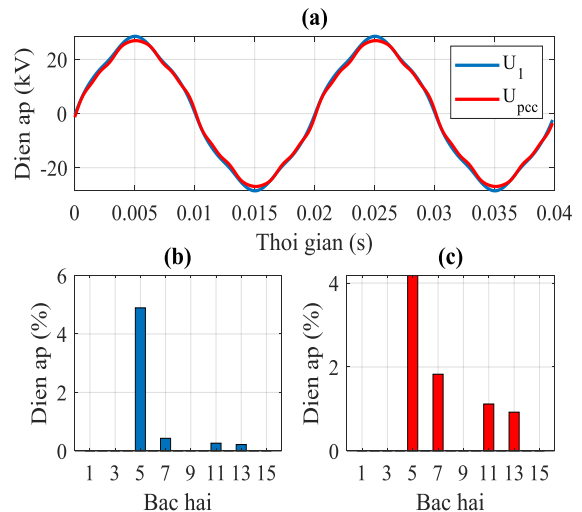 (a)
Dien ap (kV)
20
0
-20
U1
Upcc
0 0.005 0.01 0.015 0.02 0.025 0.03 0.035 0.04
Thoi gian (s)
(b)
Dien ap (%)
6
4
2
0
1 3 5 7 9 11 13 15
Bac hai
(c)
Dien ap (%)
4
2
0
1 3 5 7 9 11 13 15
Bac hai